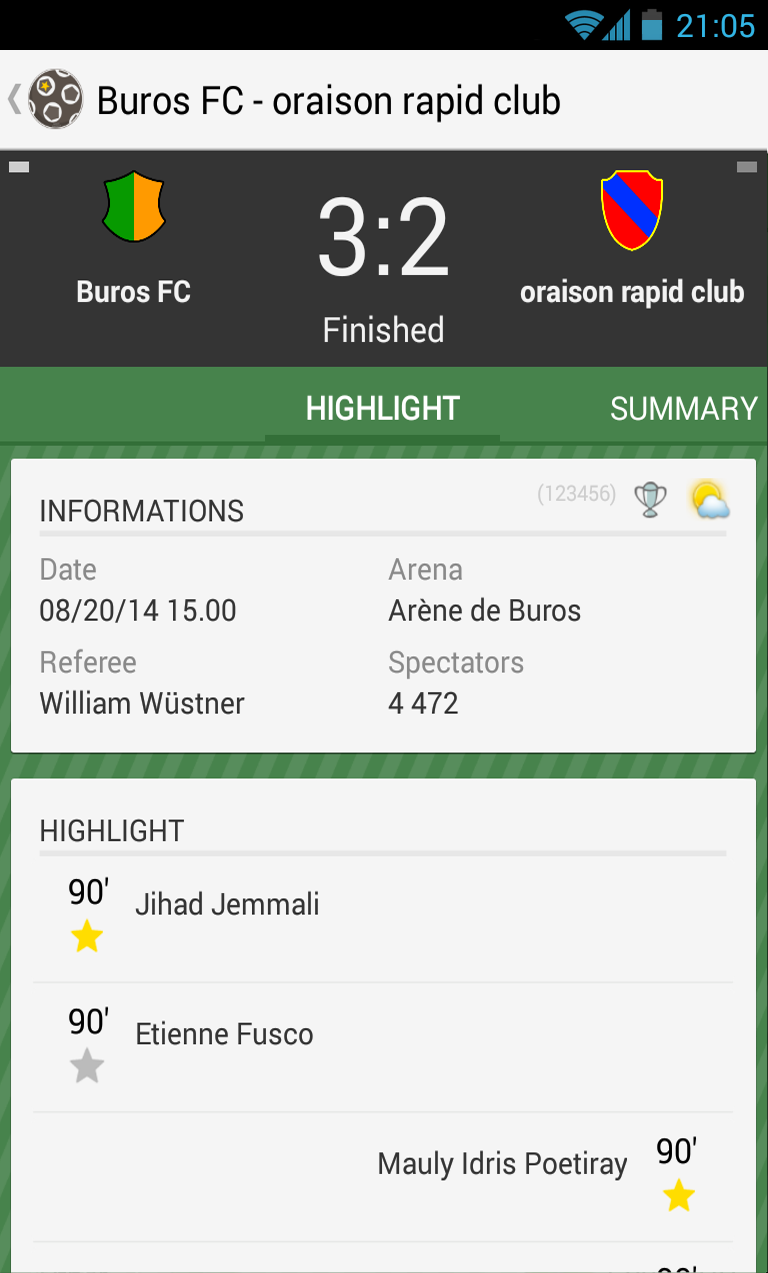 21:05
Buros FC - oraison rapid club
3:2
Buros FC
oraison rapid club
Finished
HIGHLIGHT
SUMMARY
(123456)
INFORMATIONS
Date
Arena
08/20/14 15.00
Arène de Buros
Referee
Spectators
William Wüstner
4 472
HIGHLIGHT
90'
Jihad Jemmali
90'
Etienne Fusco
Mauly Idris Poetiray
90'